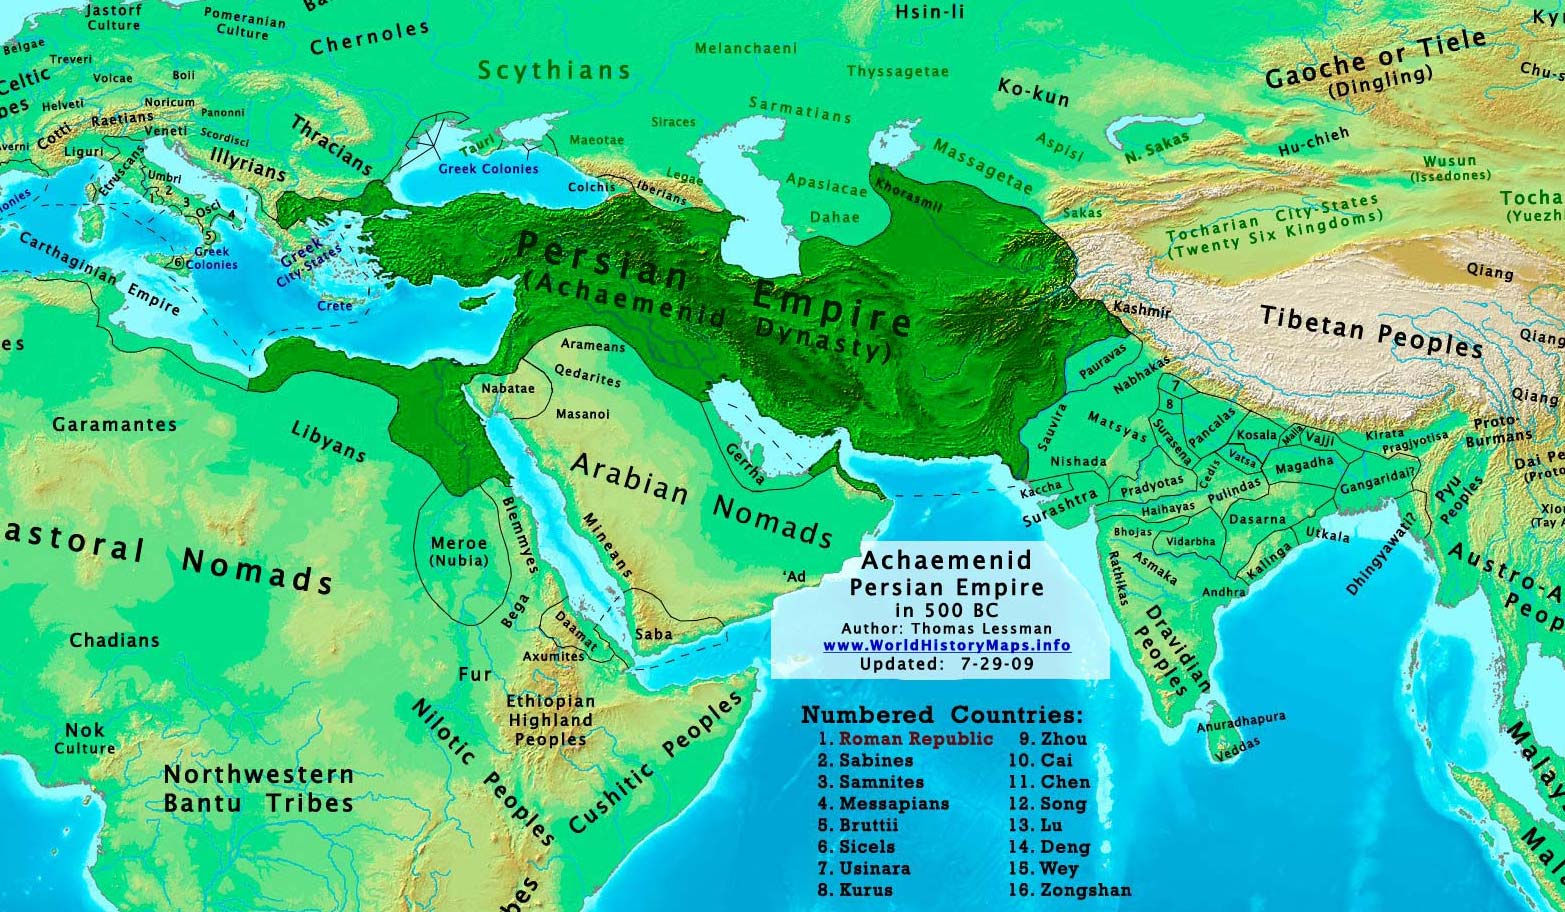 Jastorf
Culture
Pomeranian
Culture
Chernoles
Hsin-li
Belgae
Treveri
Celtic
Volcae
Boii
Helveti
Noricum
Raetians
Panonni
Cotti
Veneti
Scordisci
Liguri
Etruscans
Umbri
Illyrians
Thracians
Scythians
Melanchaeni
Thyssagetae
Sarmatians
Siraces
Maeotae
Tauri
Greek Colonies
Colchis
Iberians
Legae
Apasiacae
Dahae
Khorasmii
Massagetae
Ko-kun
Aspisi
N. Sakas
Sakas
Gaoche or Tiele
(Dingling)
Hu-chieh
Wusun
(Issedones)
Tocharian City-States
(Twenty Six Kingdoms)
Tocha
(Yuezh
Chu-s
Ky
Qiang
Tibetan Peoples
Qiang
Qiang
Osci
1
2
3
4
5
6
Greek
Colonies
Greek
City States
Crete
Carthaginian Empire
Persian Empire
(Achaemenid Dynasty)
Kashmir
Pauravas
Nabhakas
7
8
Sauvira
Matsyas
Surasena
Pancalas
Kosala
Malla
Vajji
Kirata
Pragjyotisa
Proto-
Burmans
Nishada
Cedis
Vatsa
Magadha
Gangaridai?
Kaccha
Surashtra
Pradyotas
Pulindas
Haihayas
Dasarna
Bhojas
Vidarbha
Utkala
Kalinga
Asmaka
Rathikas
Andhra
Dravidian
Peoples
Anuradhapura
Veddas
Pyu
Peoples
Dhingyawati?
Dai Pe
(Proto
Xio
(Tay A
Austro-A
Peop
Malay
Mala
Arameans
Qedarites
Nabatae
Masanoi
Gerrha
Arabian Nomads
Mineans
'Ad
Saba
Garamantes
Libyans
astoral Nomads
Meroe
(Nubia)
Blemmyes
Bega
Daamat
Axumites
Chadians
Fur
Nok
Culture
Ethiopian
Highland
Peoples
Nilotic Peoples
Cushitic Peoples
Northwestern
Bantu Tribes
Achaemenid
Persian Empire
in 500 BC
Author: Thomas Lessman
www.WorldHistoryMaps.info
Updated: 7-29-09
Numbered Countries:
1. Roman Republic
2. Sabines
3. Samnites
4. Messapians
5. Bruttii
6. Sicels
7. Usinara
8. Kurus
9. Zhou
10. Cai
11. Chen
12. Song
13. Lu
14. Deng
15. Wey
16. Zongshan